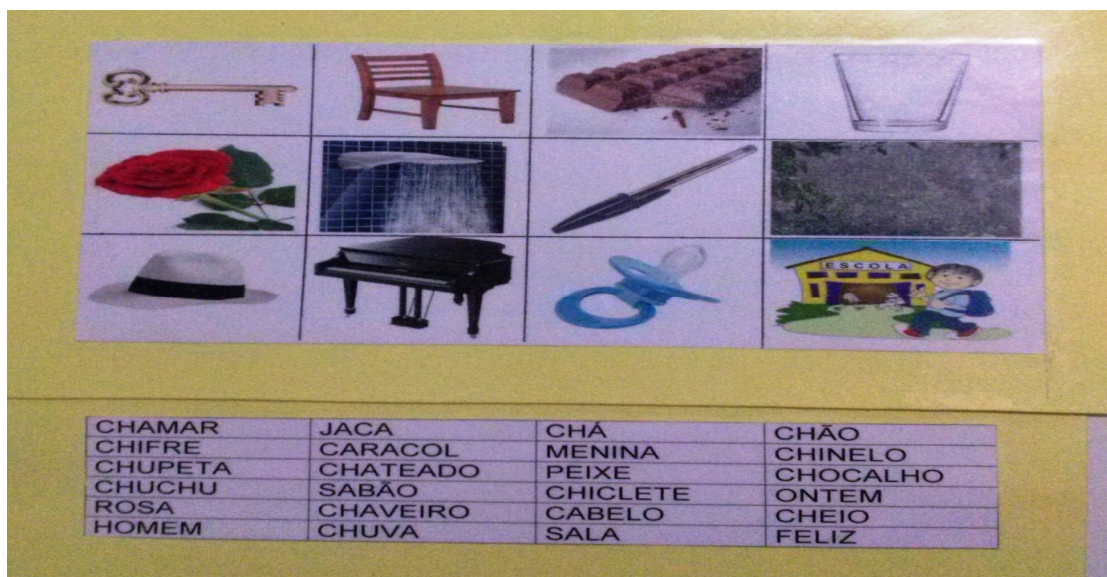 ESCOLA
CHAMAR JACA CHÁ CHÃO
CHIFRE CARACOL MENINA CHINELO
CHUPETA CHATEADO PEIXE CHOCALHO
CHUCHU SABÃO CHICLETE ONTEM
ROSA CHAVEIRO CABELO CHEIO
HOMEM CHUVA SALA FELIZ